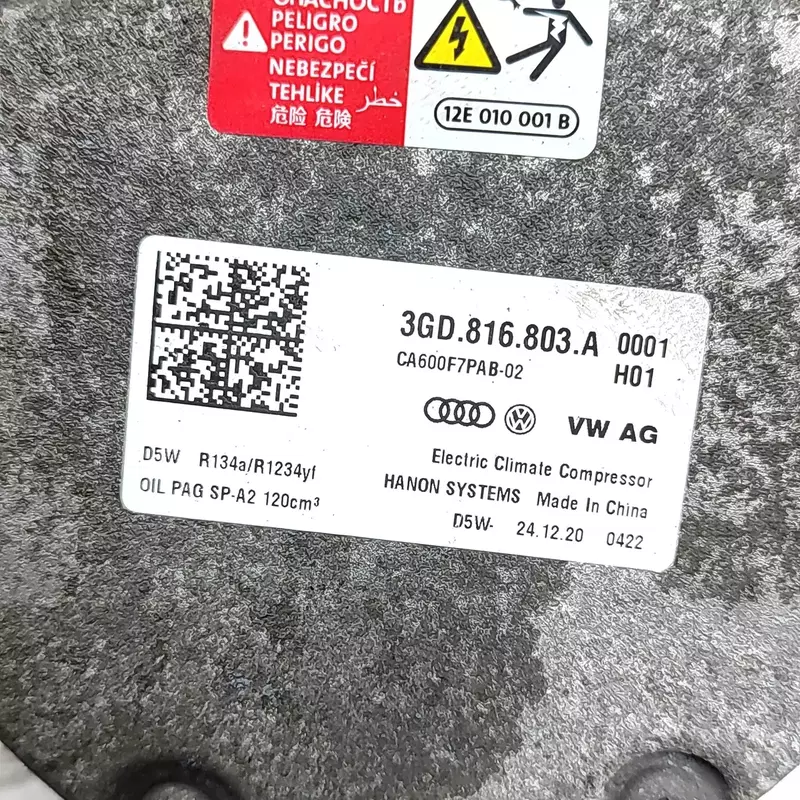 ОПАСНОСТЬ
PELIGRO
PERIGO
NEBEZPEČÍ
TEHLİKE خطر
危险 危険
12E 010 001 B
3GD.816.803.A 0001
CA600F7PAB-02 H01
VW AG
D5W R134a/R1234yf
OIL PAG SP-A2 120cm³
Electric Climate Compressor
HANON SYSTEMS Made In China
D5W- 24.12.20 0422